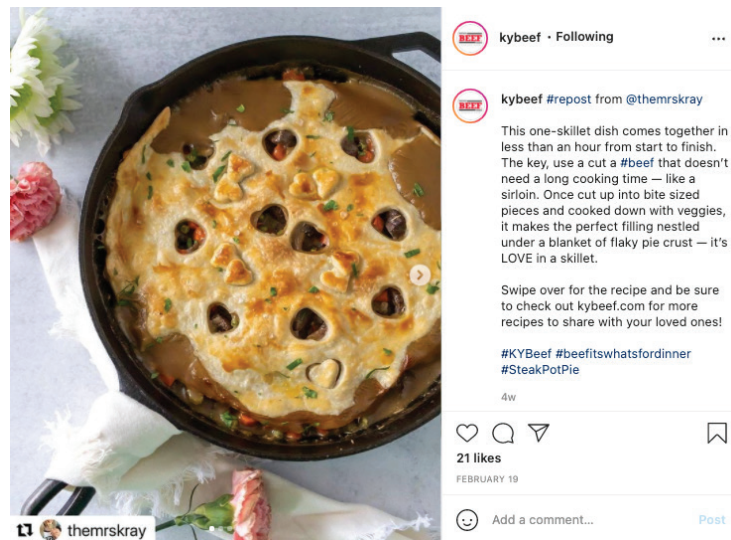 BEEF
kybeef • Following
BEEF
kybeef #repost from @themrskray
This one-skillet dish comes together in
less than an hour from start to finish.
The key, use a cut a #beef that doesn't
need a long cooking time — like a
sirloin. Once cut up into bite sized
pieces and cooked down with veggies,
it makes the perfect filling nestled
under a blanket of flaky pie crust — it's
LOVE in a skillet.
Swipe over for the recipe and be sure
to check out kybeef.com for more
recipes to share with your loved ones!
#KYBeef #beefitswhatsfordinner
#SteakPotPie
4w
21 likes
FEBRUARY 19
Add a comment...
Post
themrskray